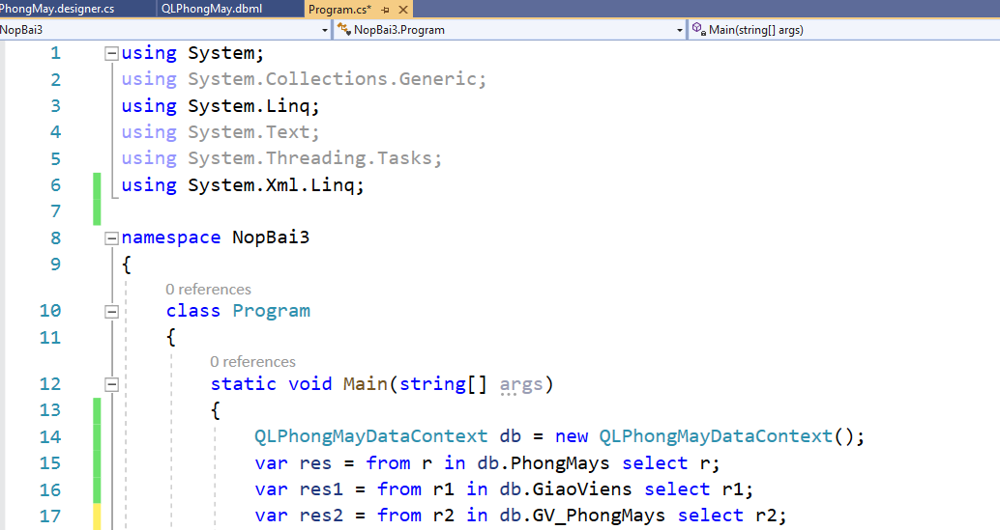 PhongMay.designer.cs QLPhongMay.dbml Program.cs*
NopBai3 NopBai3.Program Main(string[] args)
1 using System;
2 using System.Collections.Generic;
3 using System.Linq;
4 using System.Text;
5 using System.Threading.Tasks;
6 using System.Xml.Linq;
7
8 namespace NopBai3
9 {
0 references
10 class Program
11 {
0 references
12 static void Main(string[] args)
13 {
14 QLPhongMayDataContext db = new QLPhongMayDataContext();
15 var res = from r in db.PhongMays select r;
16 var res1 = from r1 in db.GiaoViens select r1;
17 var res2 = from r2 in db.GV_PhongMays select r2;